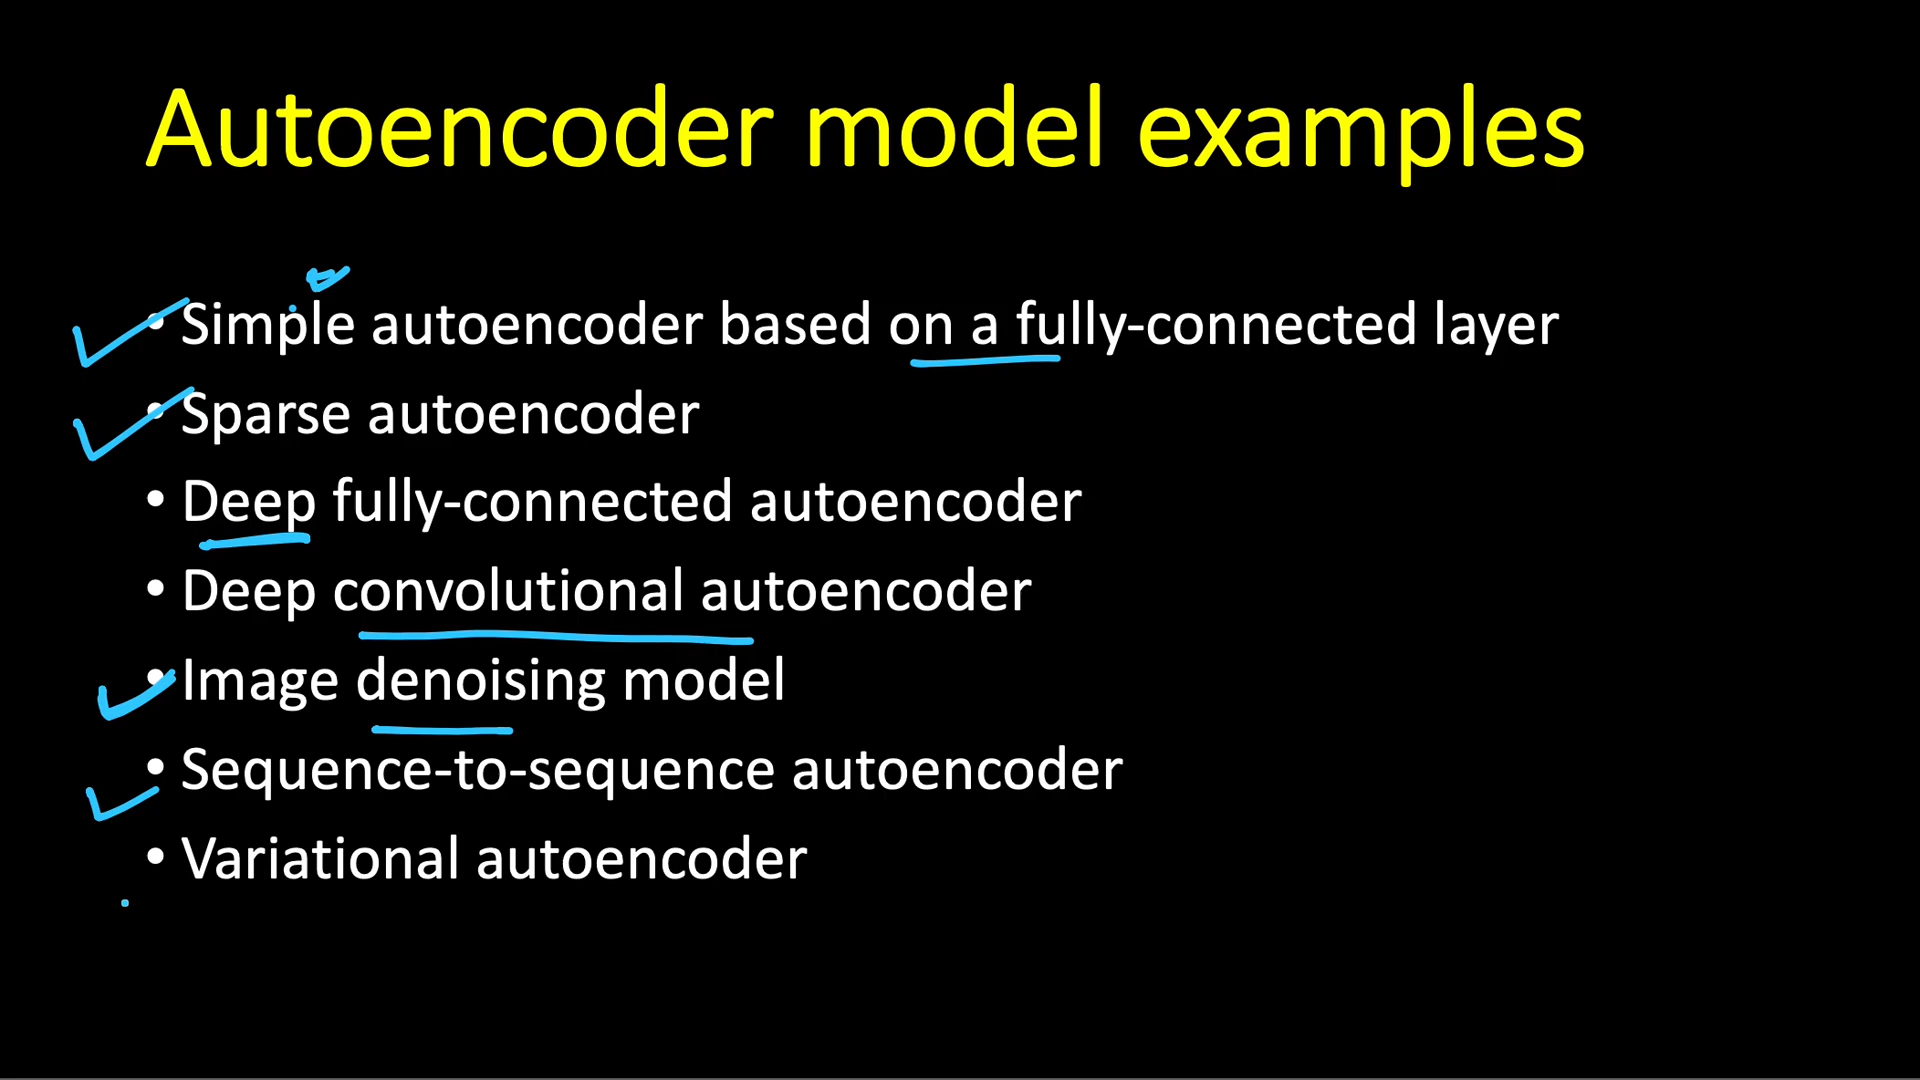 Autoencoder model examples
• Simple autoencoder based on a fully-connected layer
• Sparse autoencoder
• Deep fully-connected autoencoder
• Deep convolutional autoencoder
• Image denoising model
• Sequence-to-sequence autoencoder
• Variational autoencoder